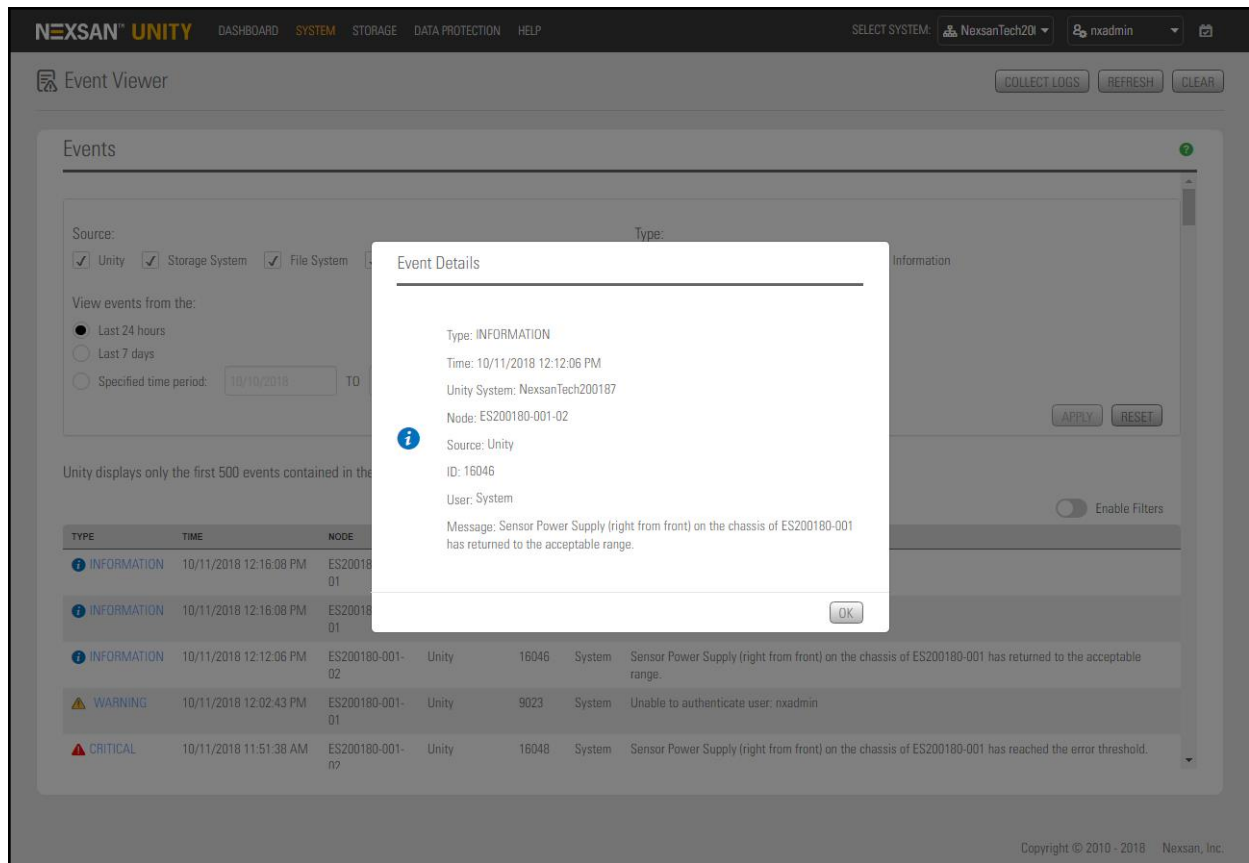 NEXSAN™ UNITY DASHBOARD SYSTEM STORAGE DATA PROTECTION HELP SELECT SYSTEM: NexsanTech20 nxadmin
Event Viewer COLLECT LOGS REFRESH CLEAR
Events
Source: Type:
Unity Storage System File System Information
View events from the:
Last 24 hours
Last 7 days
Specified time period: 10/10/2018 TO
APPLY RESET
Unity displays only the first 500 events contained in the
Enable Filters
Event Details
Type: INFORMATION
Time: 10/11/2018 12:12:06 PM
Unity System: NexsanTech200187
Node: ES200180-001-02
Source: Unity
ID: 16046
User: System
Message: Sensor Power Supply (right from front) on the chassis of ES200180-001
has returned to the acceptable range.
OK
TYPE TIME NODE
INFORMATION 10/11/2018 12:16:08 PM ES20018
01
INFORMATION 10/11/2018 12:16:08 PM ES20018
01
INFORMATION 10/11/2018 12:12:06 PM ES200180-001- Unity 16046 System Sensor Power Supply (right from front) on the chassis of ES200180-001 has returned to the acceptable
02 range.
WARNING 10/11/2018 12:02:43 PM ES200180-001- Unity 9023 System Unable to authenticate user: nxadmin
01
CRITICAL 10/11/2018 11:51:38 AM ES200180-001- Unity 16048 System Sensor Power Supply (right from front) on the chassis of ES200180-001 has reached the error threshold.
02
Copyright © 2010 - 2018 Nexsan, Inc.